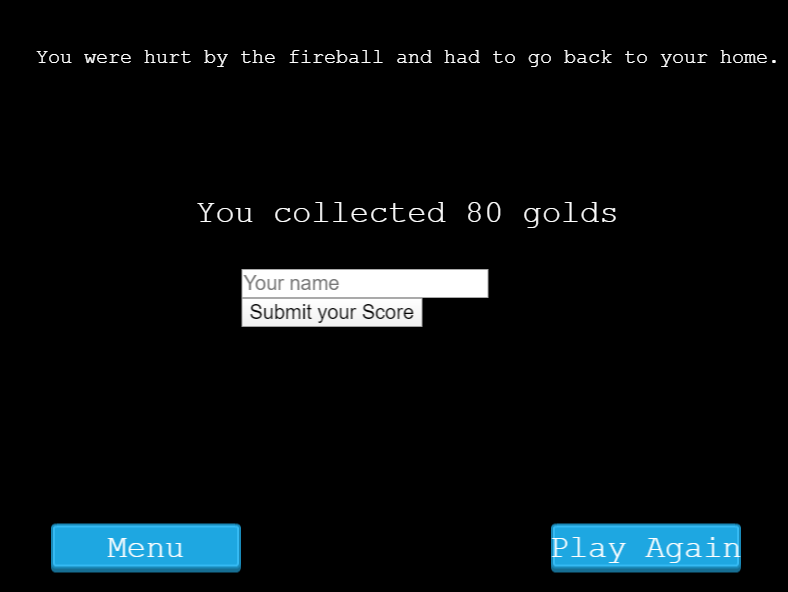 You were hurt by the fireball and had to go back to your home.
You collected 80 golds
Your name
Submit your Score
Menu
Play Again